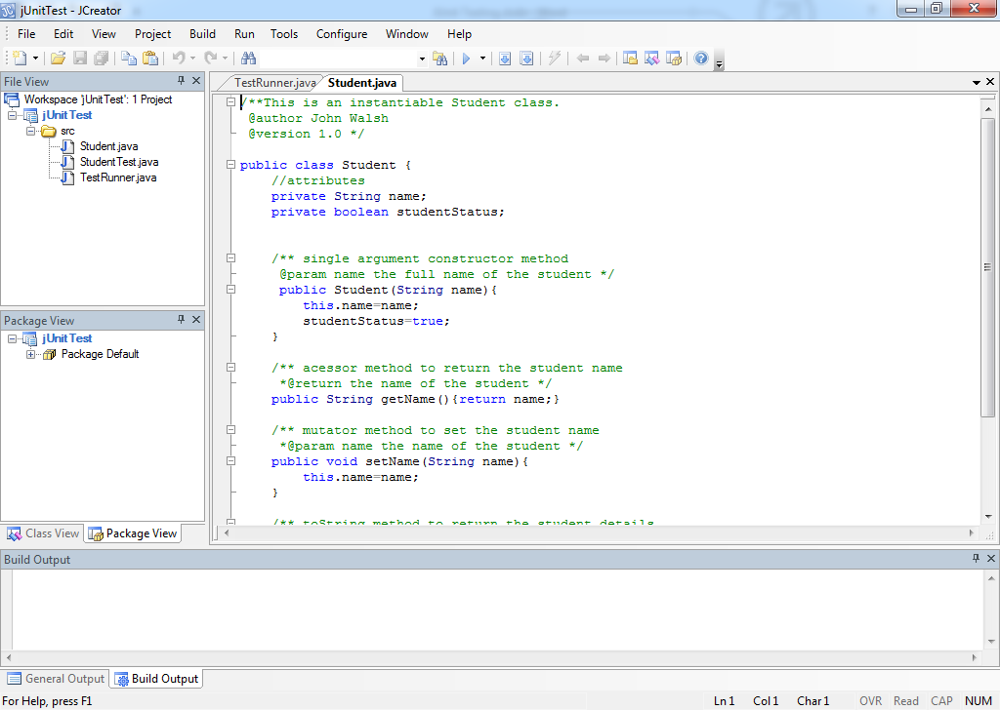 jUnitTest - JCreator
File Edit View Project Build Run Tools Configure Window Help
File View
Workspace 'jUnitTest': 1 Project
jUnitTest
src
Student.java
StudentTest.java
TestRunner.java
Package View
jUnitTest
Package Default
Class View Package View
TestRunner.java Student.java
/**This is an instantiable Student class.
@author John Walsh
@version 1.0 */
public class Student {
//attributes
private String name;
private boolean studentStatus;
/** single argument constructor method
@param name the full name of the student */
public Student(String name){
this.name=name;
studentStatus=true;
}
/** acessor method to return the student name
*@return the name of the student */
public String getName(){return name;}
/** mutator method to set the student name
*@param name the name of the student */
public void setName(String name){
this.name=name;
}
/** toString method to return the student details
Build Output
General Output Build Output
For Help, press F1
Ln 1 Col 1 Char 1 OVR Read CAP NUM